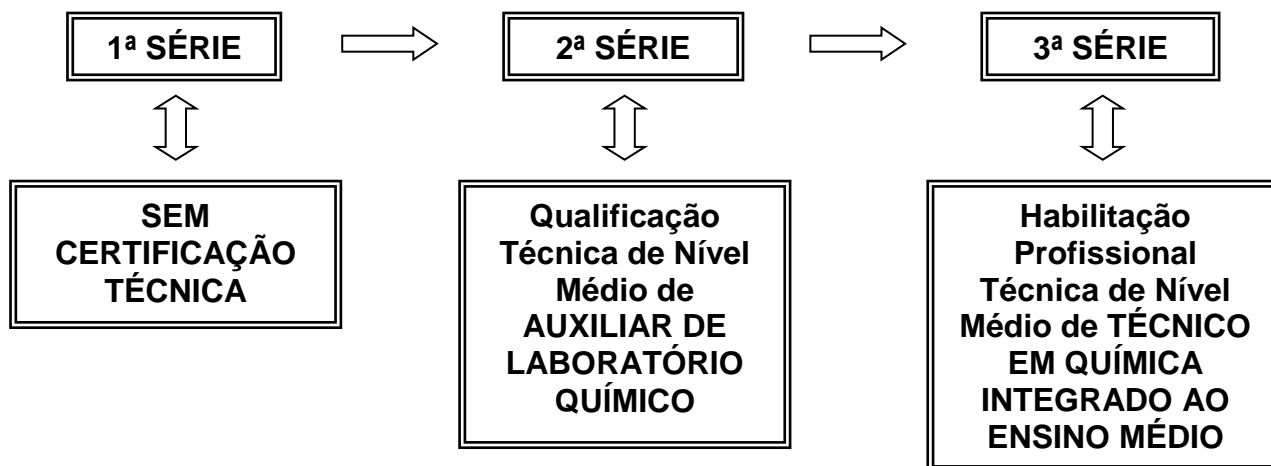 1ª SÉRIE
2ª SÉRIE
3ª SÉRIE
SEM
CERTIFICAÇÃO
TÉCNICA
Qualificação
Técnica de Nível
Médio de
AUXILIAR DE
LABORATÓRIO
QUÍMICO
Habilitação
Profissional
Técnica de Nível
Médio de TÉCNICO
EM QUÍMICA
INTEGRADO AO
ENSINO MÉDIO